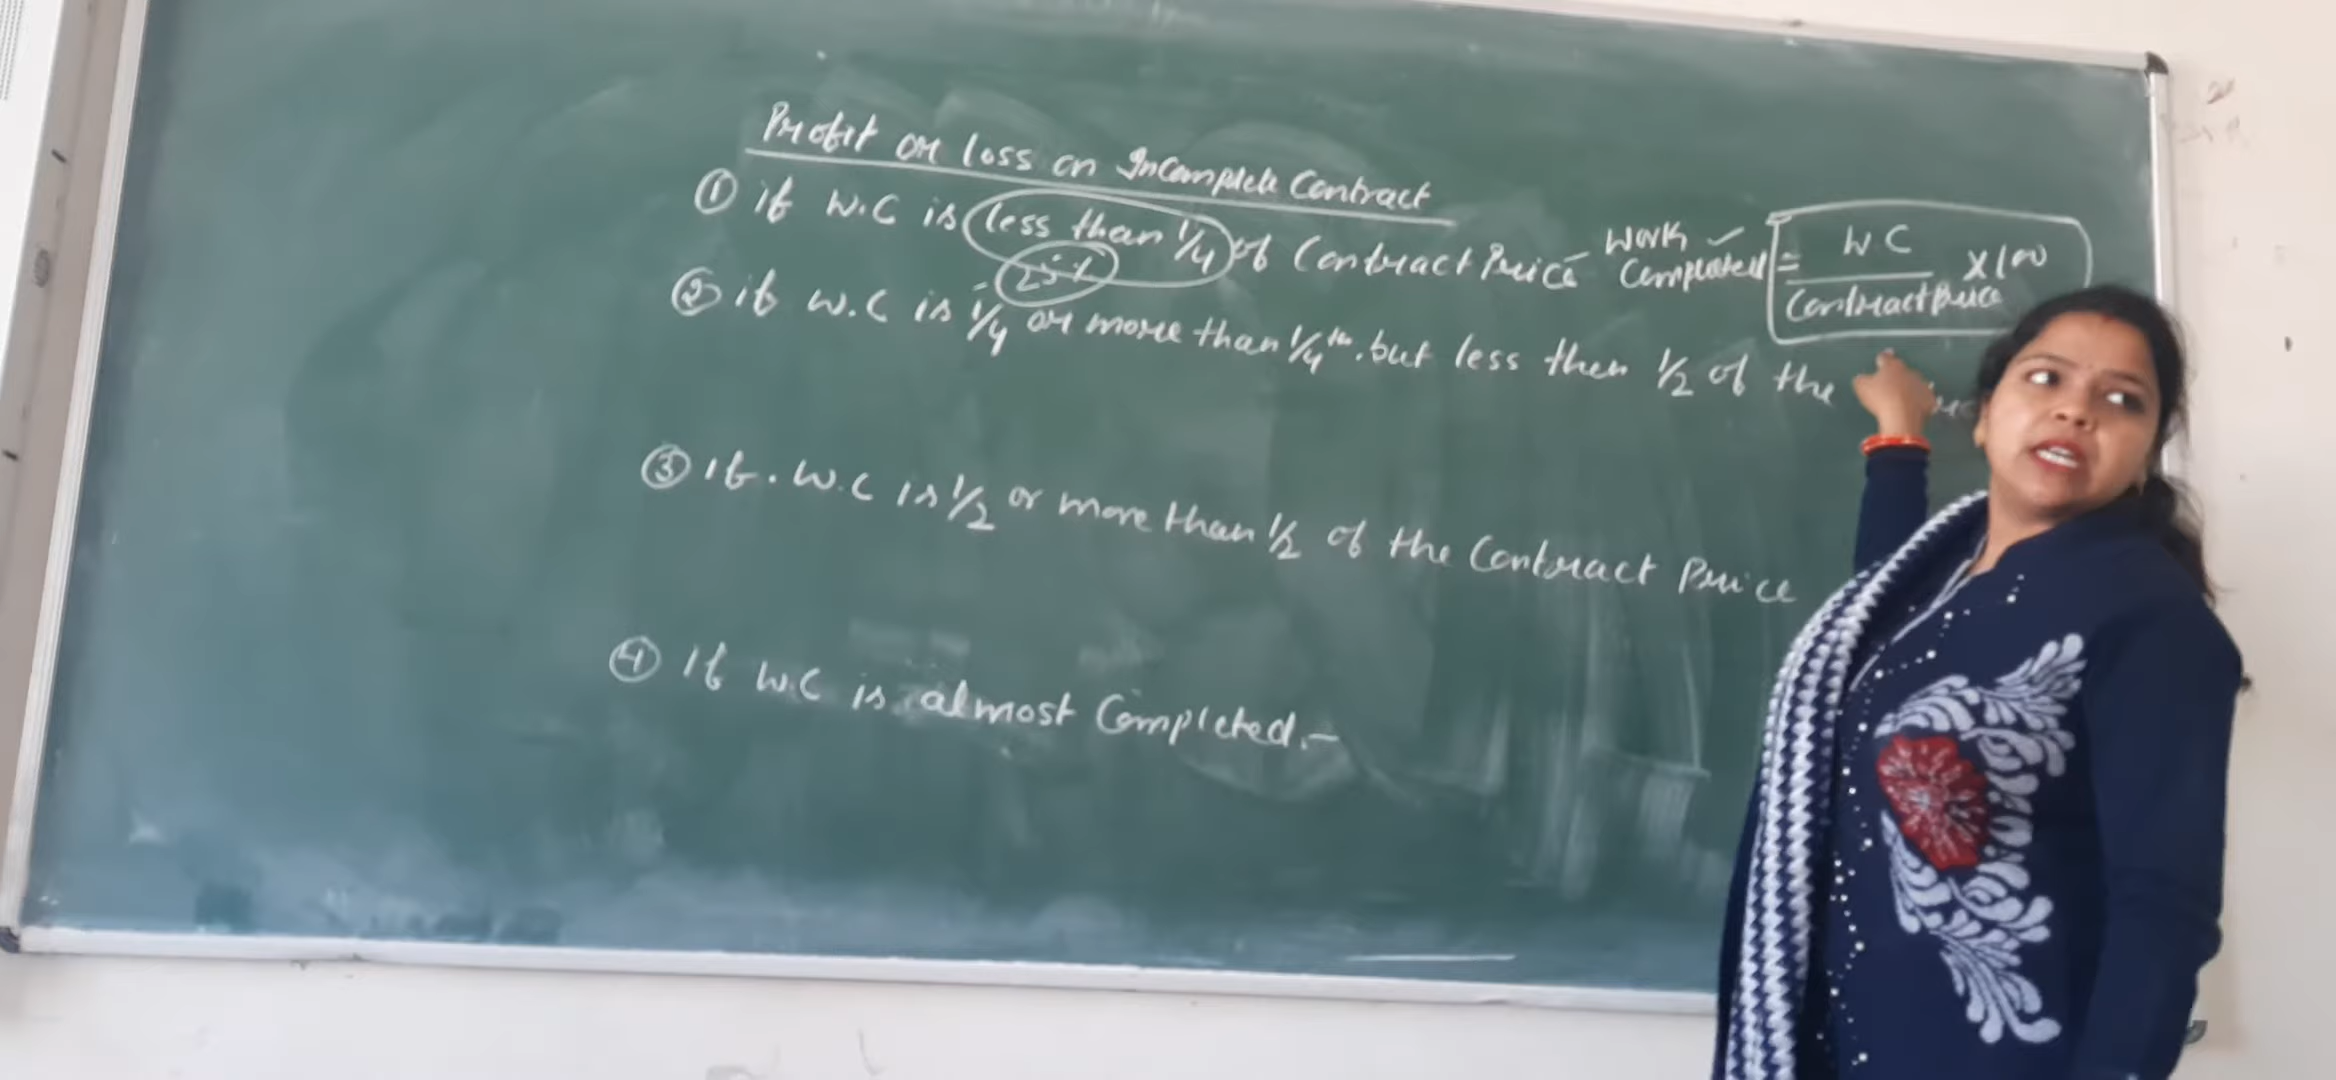 Profit or loss on Incomplete Contract
① if W.C is less than 1/4 of Contract Price
= 25%
Work Completed = WC / Contract Price X100
② if W.C is 1/4 or more than 1/4th. but less then 1/2 of the
③ If. W.C is 1/2 or more than 1/2 of the Contract Price
④ If W.C is almost Completed.-